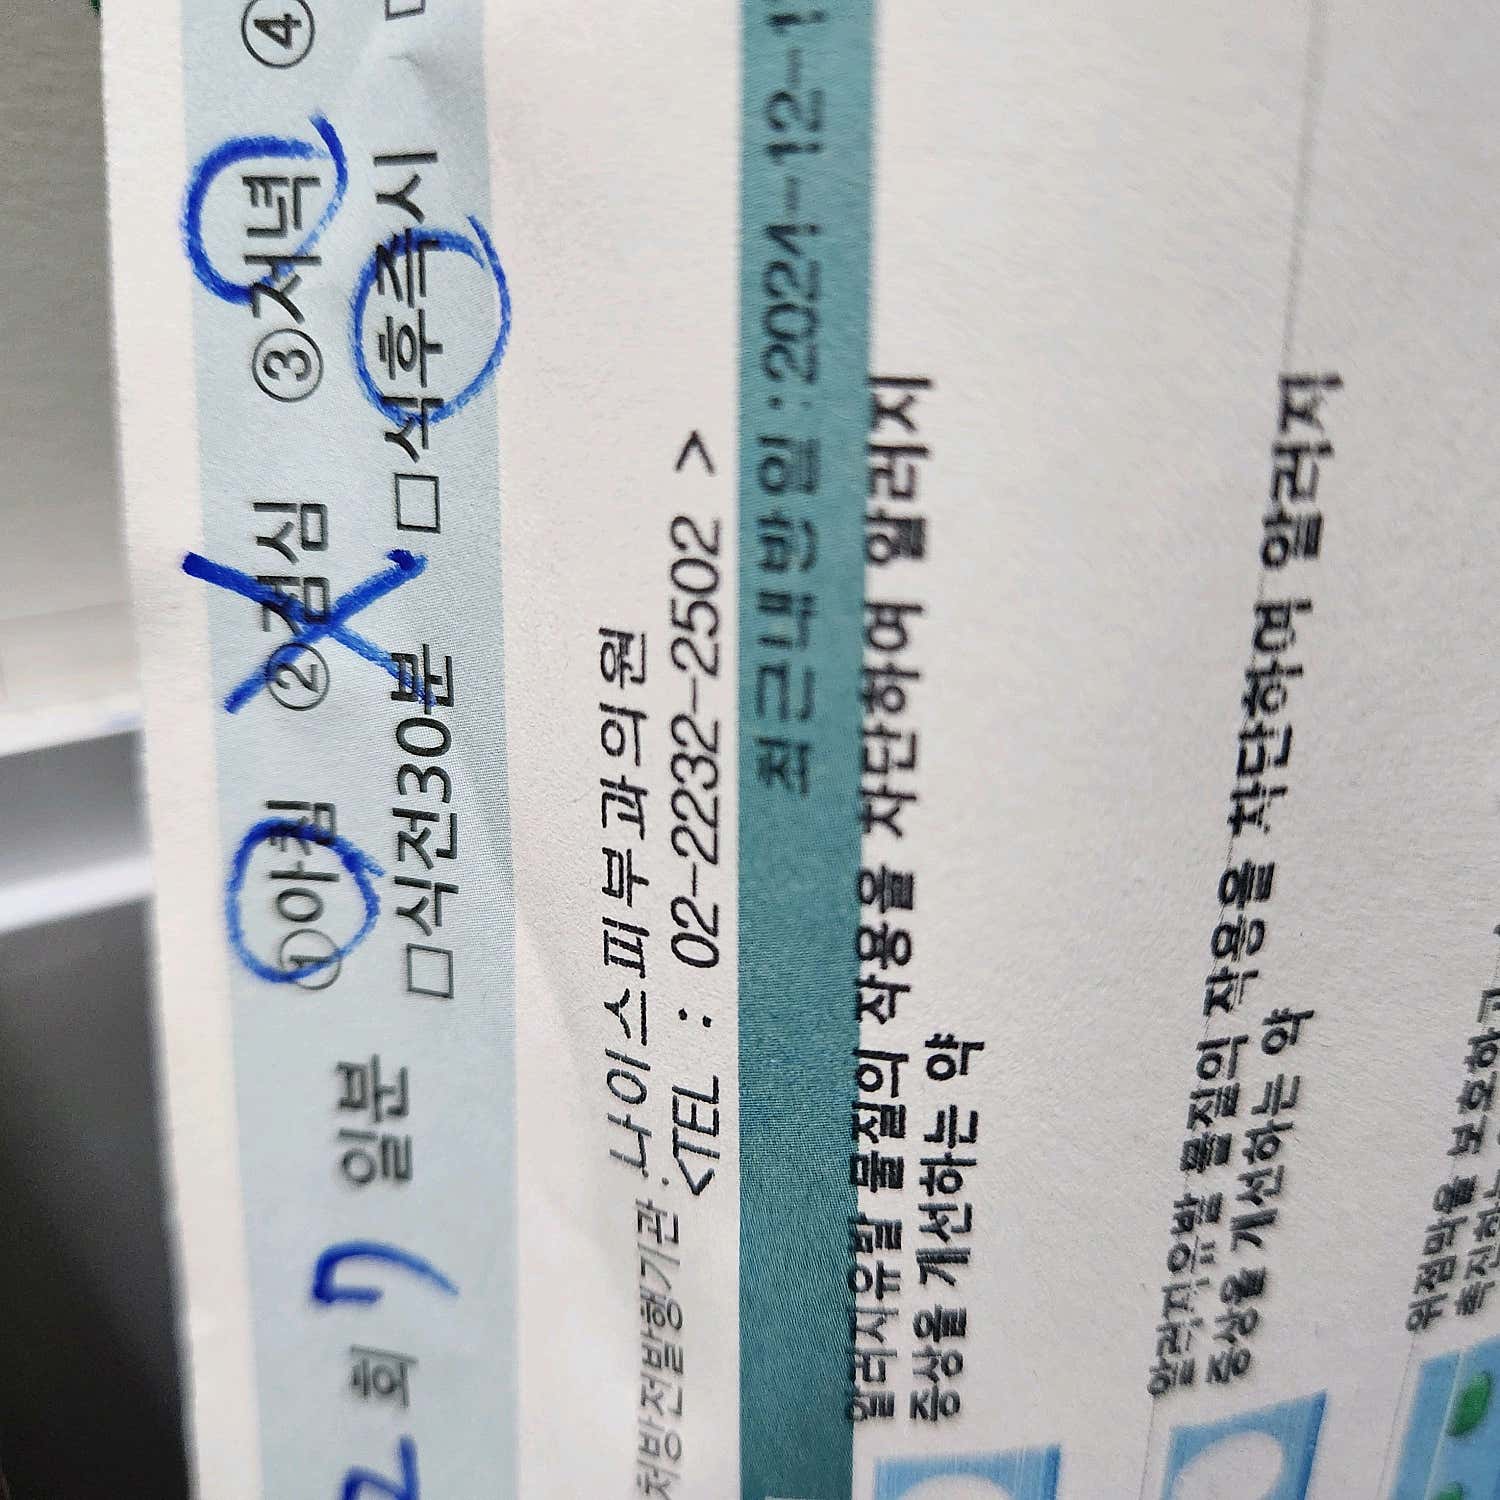 ①아침 ②점심 ③저녁 ④
2 회 7 일분
□식전30분 □식후즉시 □
처방전발행기관 : 나이스피부과의원
<TEL : 02-2232-2502 >
최근내방일:2024-12-1
알러지유발 물질의 작용을 차단하여 알러지
증상을 개선하는 약
알러지유발 물질의 작용을 차단하여 알러지
증상을 개선하는 약
위점막을 보호하고